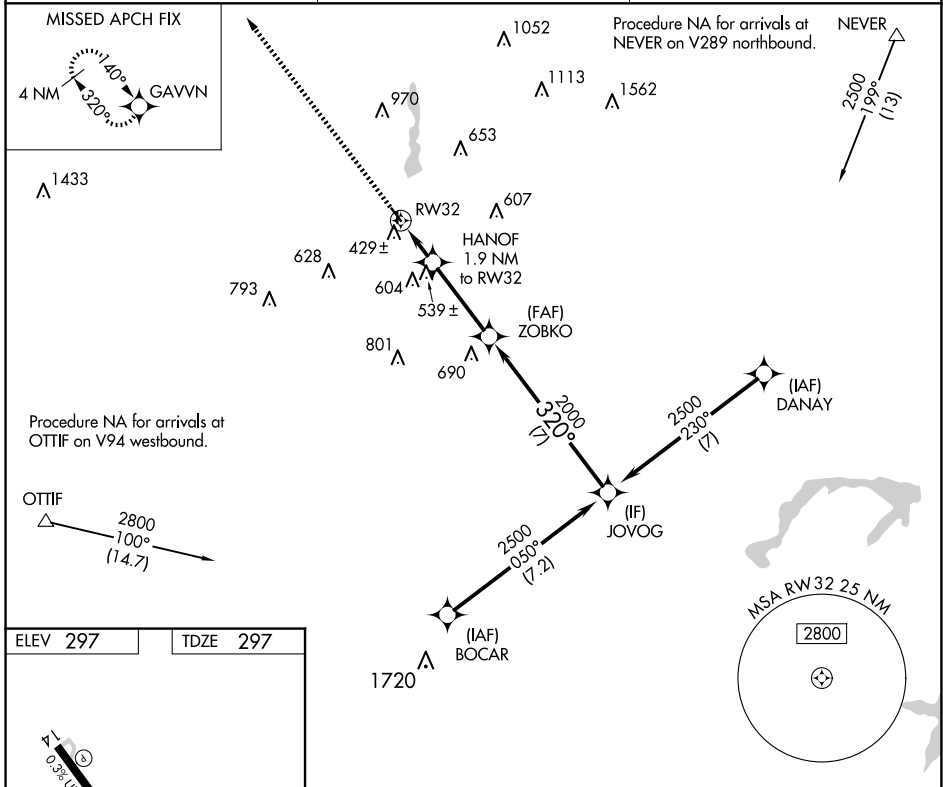 MISSED APCH FIX
4 NM
140°
320°
GAVVN
1052
Procedure NA for arrivals at
NEVER on V289 northbound.
NEVER
2500
199°
(13)
1113
1562
970
653
1433
RW32
607
429 ±
HANOF
1.9 NM
to RW32
628
604
793
539 ±
(FAF)
ZOBKO
801
690
(IAF)
DANAY
2000
320°
(7)
2500
230°
(7)
Procedure NA for arrivals at
OTTIF on V94 westbound.
OTTIF
2800
100°
(14.7)
(IF)
JOVOG
2500
050°
(7.2)
(IAF)
BOCAR
1720
MSA RW32 25 NM
2800
ELEV 297
TDZE 297
14
P
0.3%